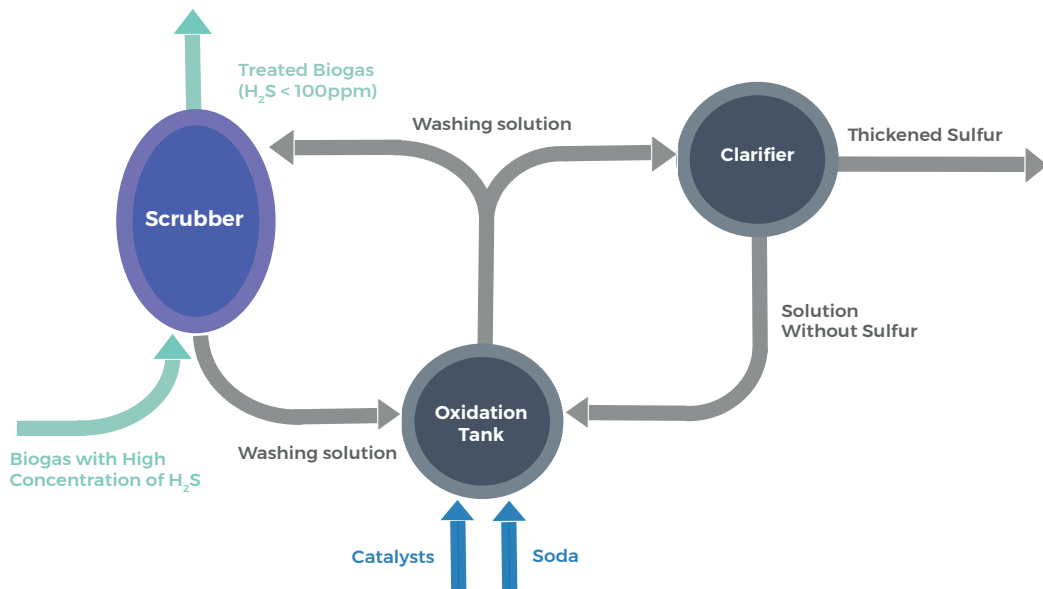 Treated Biogas
(H₂S < 100ppm)
Washing solution
Clarifier
Thickened Sulfur
Scrubber
Solution
Without Sulfur
Oxidation
Tank
Washing solution
Biogas with High
Concentration of H₂S
Catalysts
Soda